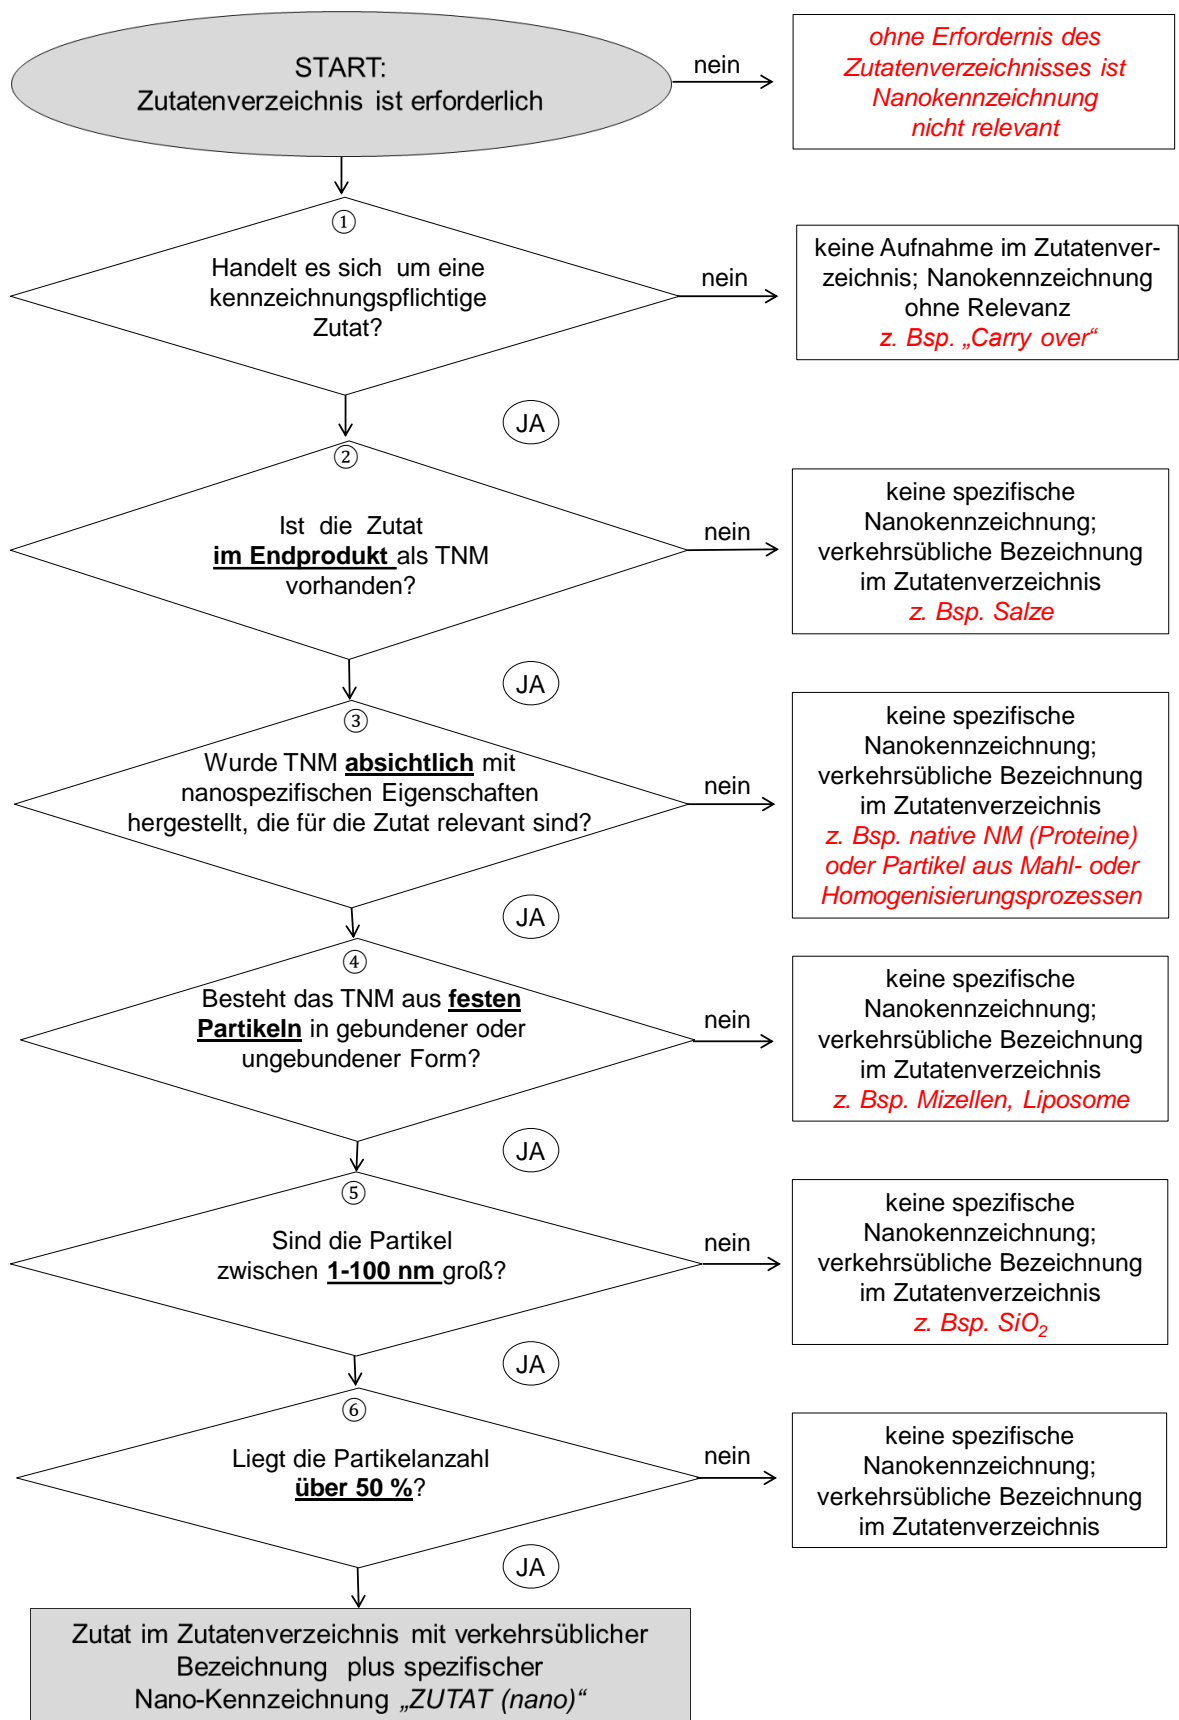 START:
Zutatenverzeichnis ist erforderlich
nein
ohne Erfordernis des
Zutatenverzeichnisses ist
Nanokennzeichnung
nicht relevant
①
Handelt es sich um eine
kennzeichnungspflichtige
Zutat?
nein
keine Aufnahme im Zutatenver-
zeichnis; Nanokennzeichnung
ohne Relevanz
z. Bsp. „Carry over“
JA
②
Ist die Zutat
im Endprodukt als TNM
vorhanden?
nein
keine spezifische
Nanokennzeichnung;
verkehrsübliche Bezeichnung
im Zutatenverzeichnis
z. Bsp. Salze
JA
③
Wurde TNM absichtlich mit
nanospezifischen Eigenschaften
hergestellt, die für die Zutat relevant sind?
nein
keine spezifische
Nanokennzeichnung;
verkehrsübliche Bezeichnung
im Zutatenverzeichnis
z. Bsp. native NM (Proteine)
oder Partikel aus Mahl- oder
Homogenisierungsprozessen
JA
④
Besteht das TNM aus festen
Partikeln in gebundener oder
ungebundener Form?
nein
keine spezifische
Nanokennzeichnung;
verkehrsübliche Bezeichnung
im Zutatenverzeichnis
z. Bsp. Mizellen, Liposome
JA
⑤
Sind die Partikel
zwischen 1-100 nm groß?
nein
keine spezifische
Nanokennzeichnung;
verkehrsübliche Bezeichnung
im Zutatenverzeichnis
z. Bsp. SiO₂
JA
⑥
Liegt die Partikelanzahl
über 50 %?
nein
keine spezifische
Nanokennzeichnung;
verkehrsübliche Bezeichnung
im Zutatenverzeichnis
JA
Zutat im Zutatenverzeichnis mit verkehrsüblicher
Bezeichnung plus spezifischer
Nano-Kennzeichnung „ZUTAT (nano)“